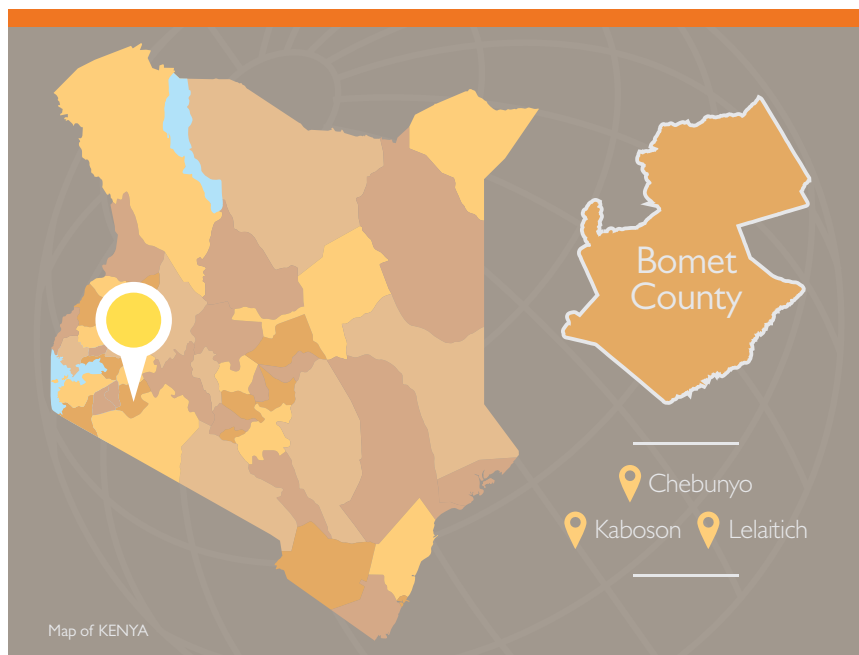 Bomet
County
Chebunyo
Kaboson
Lelaitich
Map of KENYA